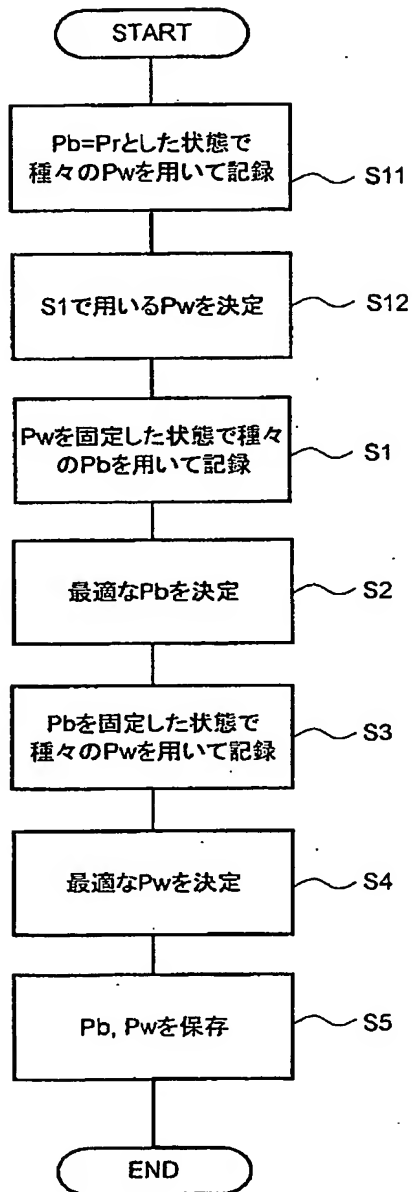 START
Pb=Prとした状態で
種々のPwを用いて記録
S11
S1で用いるPwを決定
S12
Pwを固定した状態で種々
のPbを用いて記録
S1
最適なPbを決定
S2
Pbを固定した状態で
種々のPwを用いて記録
S3
最適なPwを決定
S4
Pb, Pwを保存
S5
END